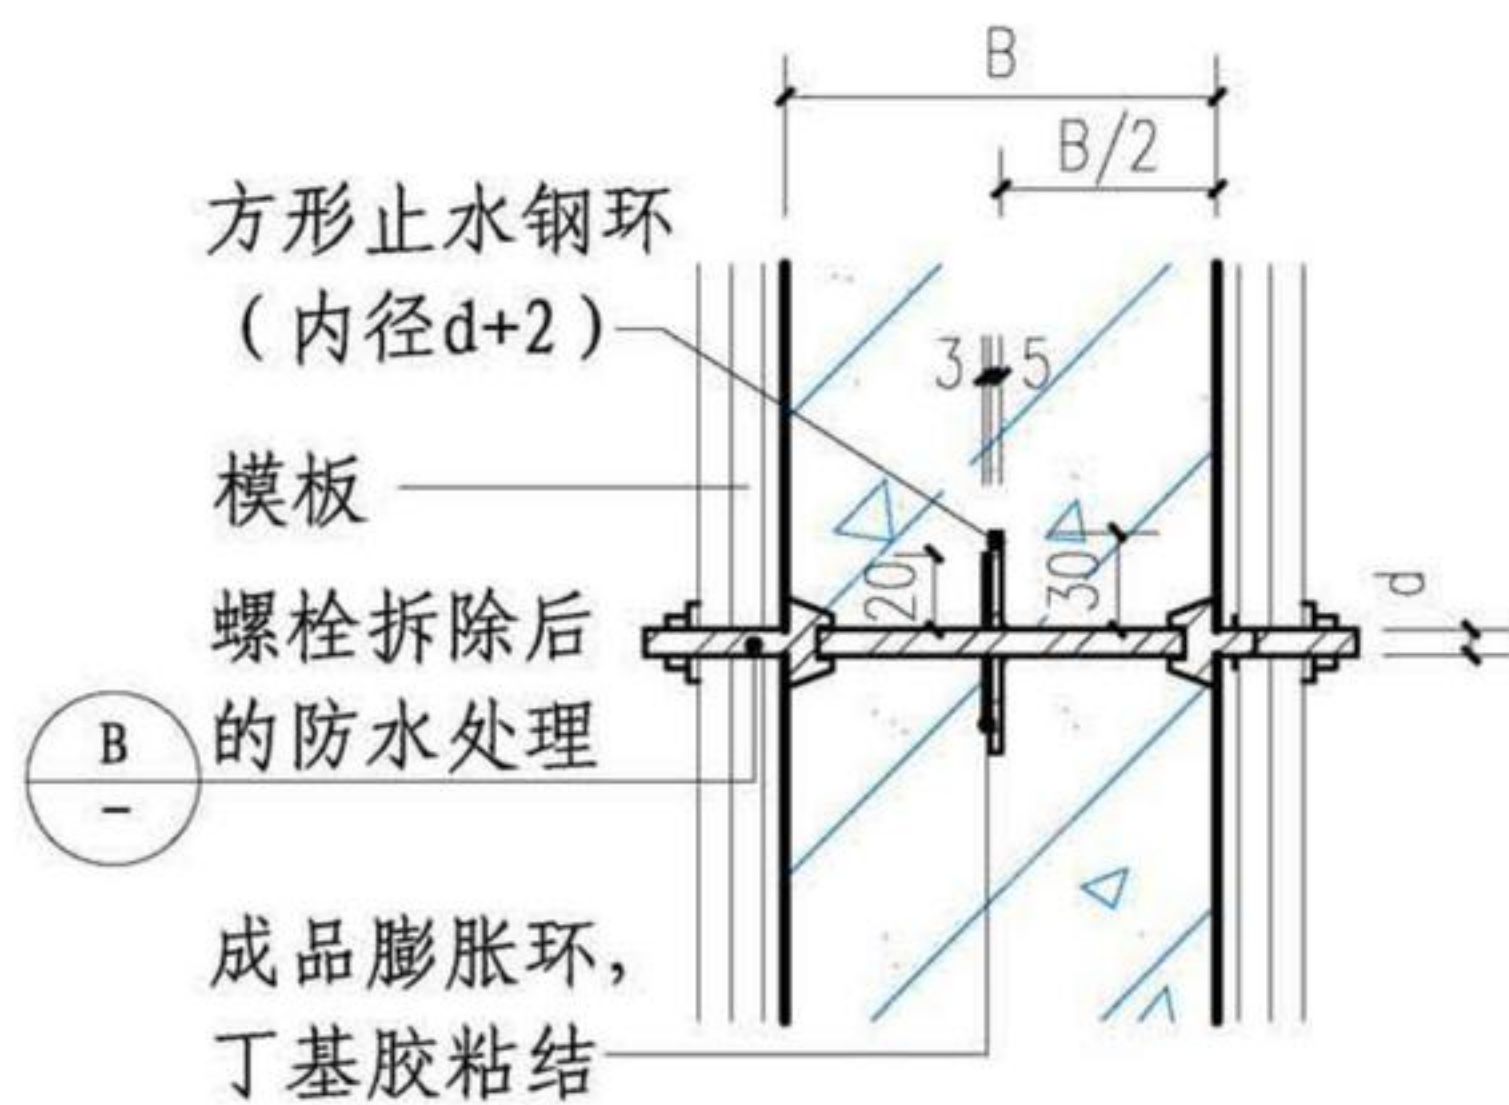 B
B/2
方形止水钢环
（内径d+2）
3 5
模板
20
30
d
螺栓拆除后
的防水处理
B
-
成品膨胀环，
丁基胶粘结